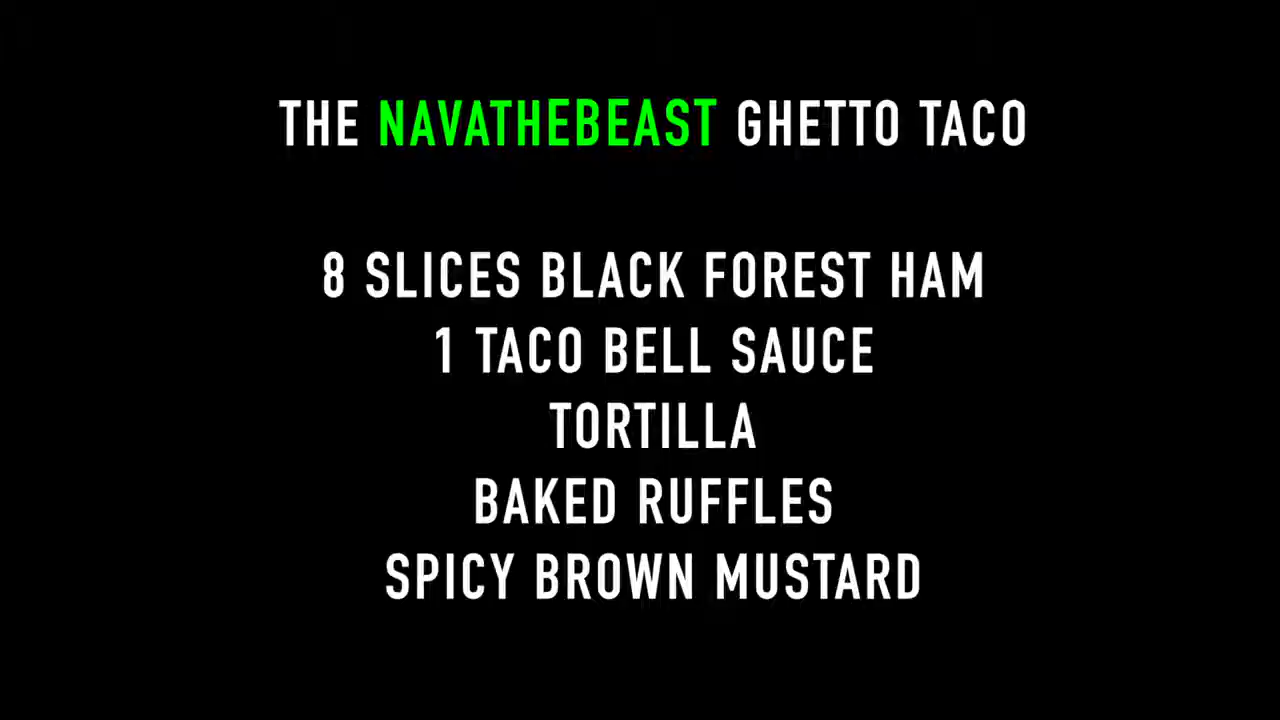 THE NAVATHEBEAST GHETTO TACO
8 SLICES BLACK FOREST HAM
1 TACO BELL SAUCE
TORTILLA
BAKED RUFFLES
SPICY BROWN MUSTARD